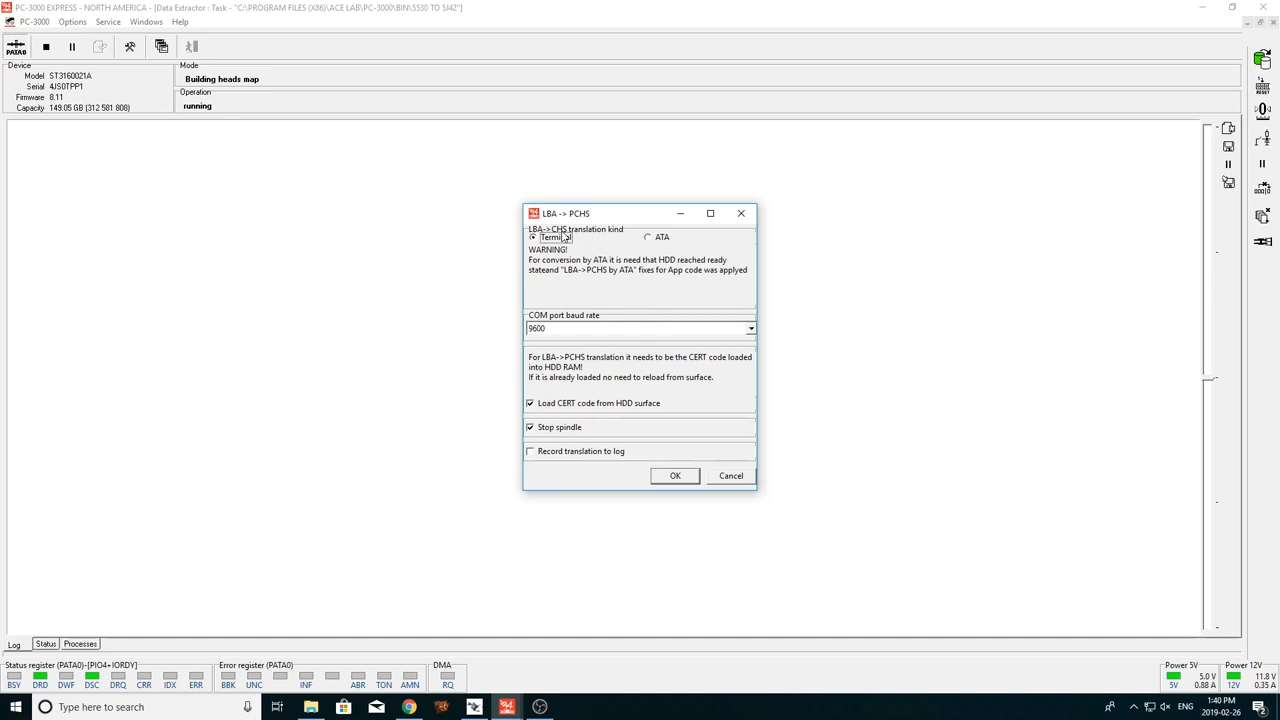 PC-3000 EXPRESS - NORTH AMERICA - [Data Extractor : Task - "C:\PROGRAM FILES (X86)\ACE LAB\PC-3000\BIN\5530 TO 5J42"]
PC-3000 Options Service Windows Help
PATA0
Device
Model ST3160021A
Serial 4JS0TPP1
Firmware 8.11
Capacity 149.05 GB (312 581 808)
Mode
Building heads map
Operation
running
RESET
LBA -> PCHS
LBA->CHS translation kind
Terminal ATA
WARNING!
For conversion by ATA it is need that HDD reached ready
stateand "LBA->PCHS by ATA" fixes for App code was applyed
COM port baud rate
9600
For LBA->PCHS translation it needs to be the CERT code loaded
into HDD RAM!
If it is already loaded no need to reload from surface.
Load CERT code from HDD surface
Stop spindle
Record translation to log
OK Cancel
Log Status Processes
Status register (PATA0)-[PIO4+IORDY] Error register (PATA0) DMA Power 5V Power 12V
BSY DRD DWF DSC DRQ CRR IDX ERR BBK UNC INF ABR TON AMN RQ
5V 5.0 V 0.88 A 12V 11.8 V 0.35 A
Type here to search
ENG 1:40 PM
2019-02-26
2